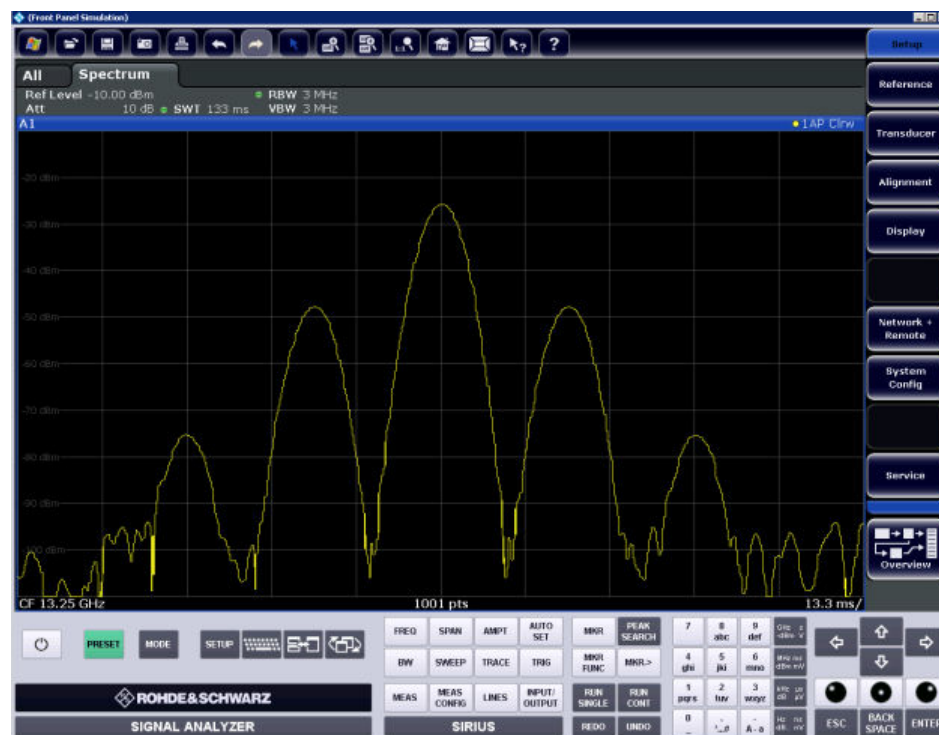 (Front Panel Simulation)
Setup
All Spectrum
Ref Level -10.00 dBm RBW 3 MHz
Att 10 dB SWT 133 ms VBW 3 MHz
A1 1AP Clrw
Reference
Transducer
Alignment
Display
Network + Remote
System Config
Service
Overview
-20 dBm
-30 dBm
-40 dBm
-50 dBm
-60 dBm
-70 dBm
-80 dBm
-90 dBm
-100 dBm
CF 13.25 GHz 1001 pts 13.3 ms/
PRESET MODE SETUP
FREQ SPAN AMPT AUTO SET MKR PEAK SEARCH
7 8 abc 9 def
BW SWEEP TRACE TRIG MKR FUNC MKR->
4 ghi 5 jkl 6 mno
MEAS MEAS CONFIG LINES INPUT/ OUTPUT RUN SINGLE RUN CONT
1 pqrs 2 tuv 3 wxyz
REDO UNDO
0
A-a
ROHDE&SCHWARZ
SIGNAL ANALYZER SIRIUS
ESC BACK SPACE ENTER